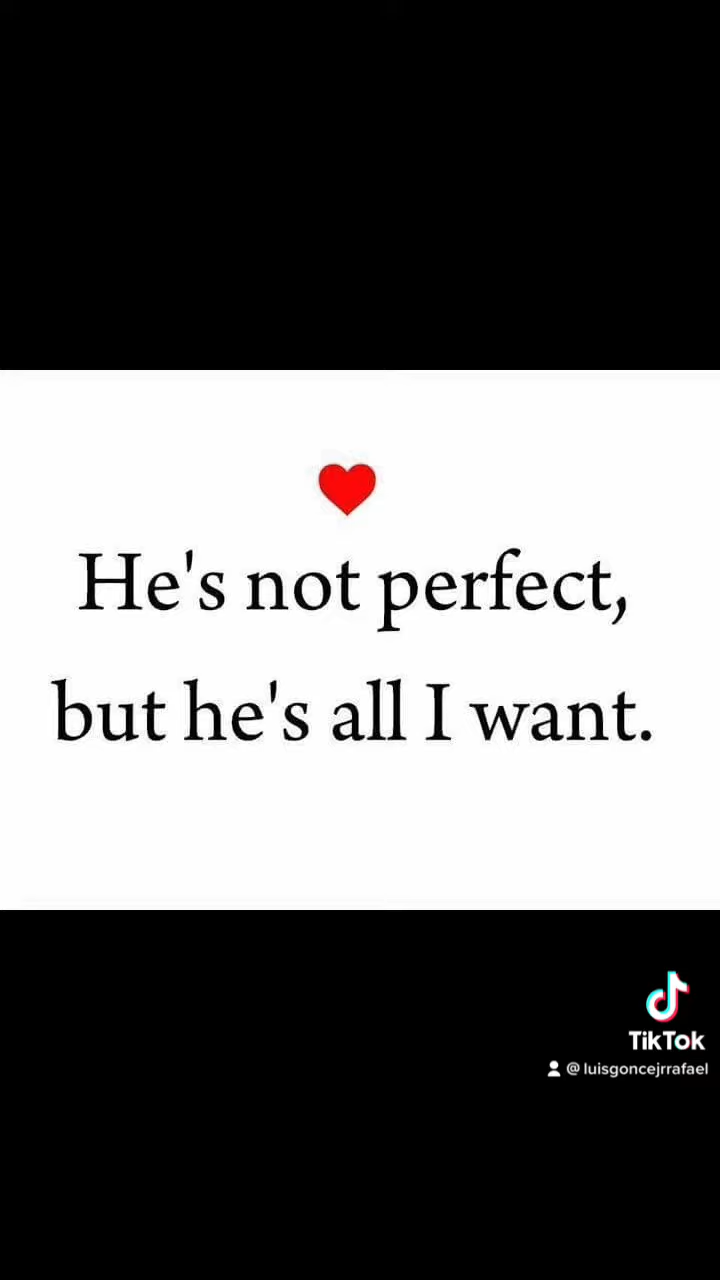 He's not perfect,
but he's all I want.
TikTok
@luisgoncejrrafael